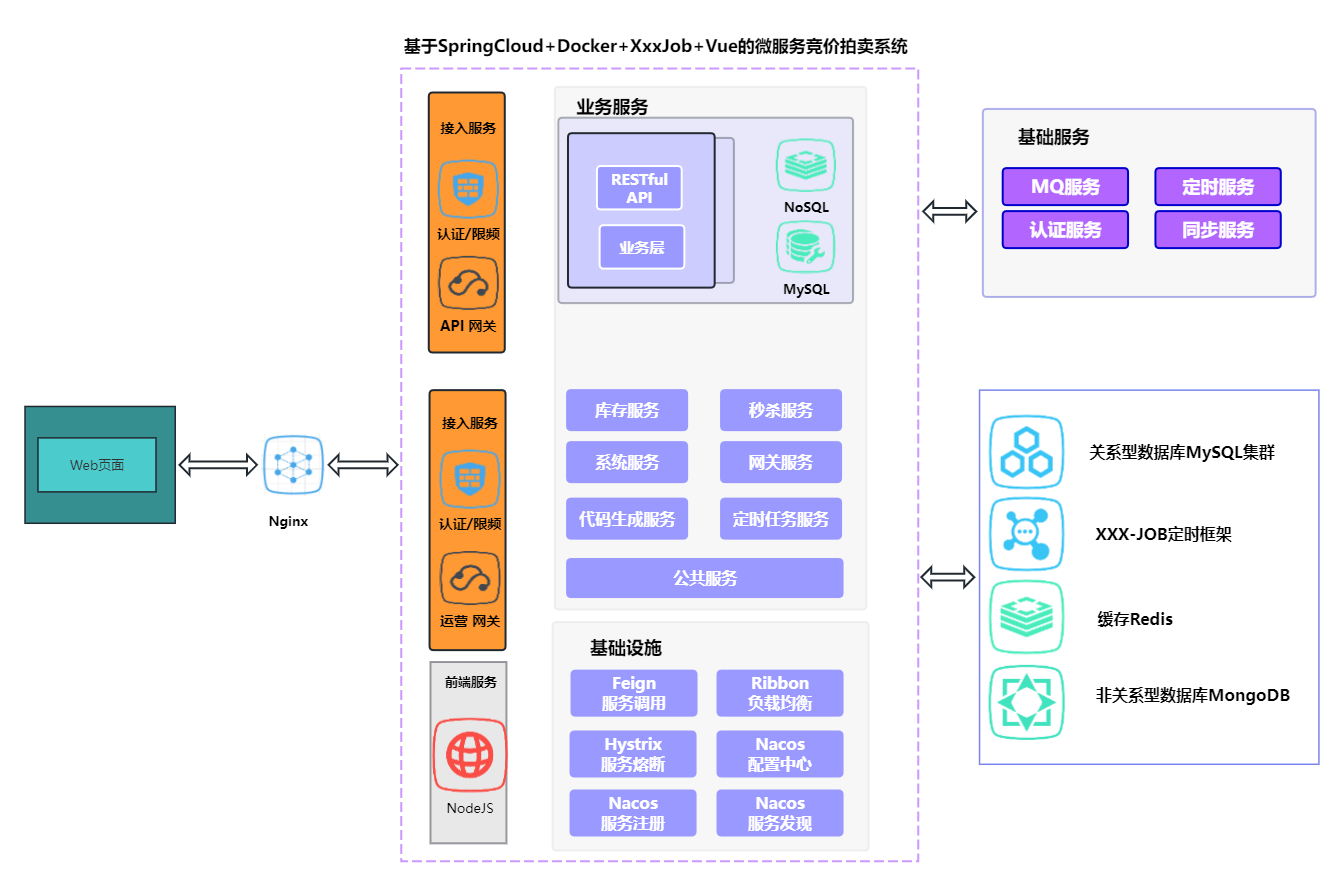 基于SpringCloud+Docker+XxxJob+Vue的微服务竞价拍卖系统
接入服务
认证/限频
API 网关
业务服务
RESTful
API
业务层
NoSQL
MySQL
基础服务
MQ服务
定时服务
认证服务
同步服务
Web页面
Nginx
接入服务
认证/限频
运营 网关
库存服务
秒杀服务
系统服务
网关服务
代码生成服务
定时任务服务
公共服务
关系型数据库MySQL集群
XXX-JOB定时框架
缓存Redis
非关系型数据库MongoDB
前端服务
NodeJS
基础设施
Feign
服务调用
Ribbon
负载均衡
Hystrix
服务熔断
Nacos
配置中心
Nacos
服务注册
Nacos
服务发现